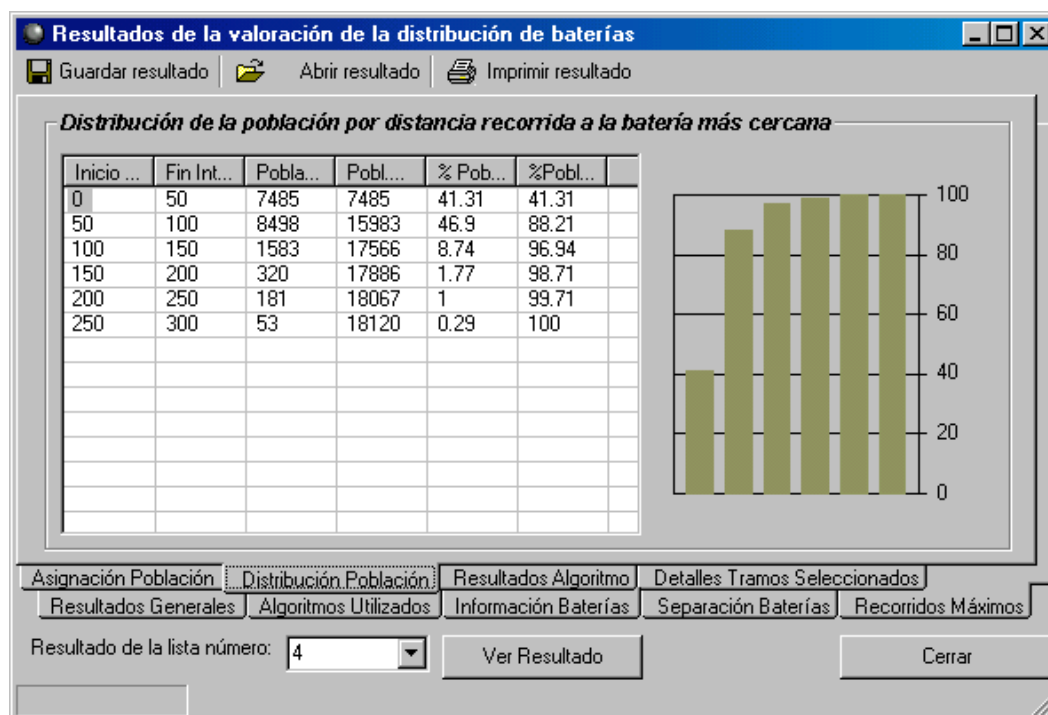 Resultados de la valoración de la distribución de baterías
Guardar resultado Abrir resultado Imprimir resultado
Distribución de la población por distancia recorrida a la batería más cercana
Inicio ... Fin Int... Pobla... Pobl.... % Pob... %Pobl...
0 50 7485 7485 41.31 41.31
50 100 8498 15983 46.9 88.21
100 150 1583 17566 8.74 96.94
150 200 320 17886 1.77 98.71
200 250 181 18067 1 99.71
250 300 53 18120 0.29 100
100
80
60
40
20
0
Asignación Población Distribución Población Resultados Algoritmo Detalles Tramos Seleccionados
Resultados Generales Algoritmos Utilizados Información Baterías Separación Baterías Recorridos Máximos
Resultado de la lista número: 4 Ver Resultado Cerrar